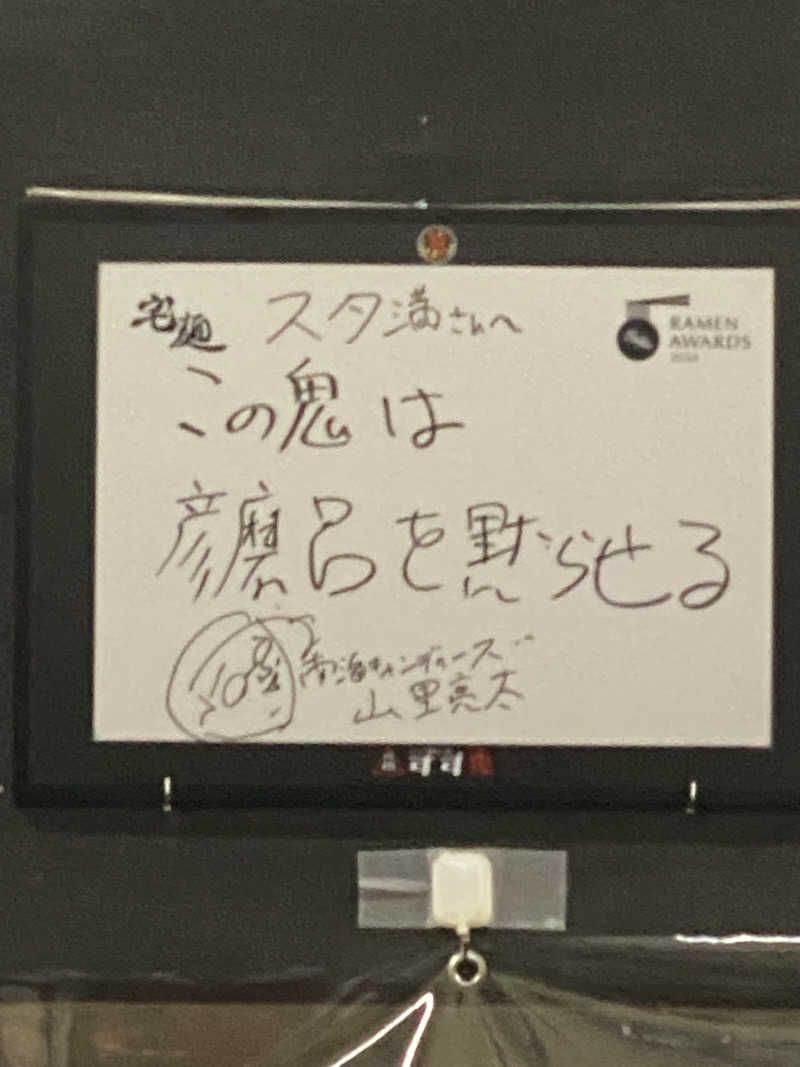 宅麺 スタ満さんへ
RAMEN
AWARDS
この鬼は
彦磨呂を黙らせる
南海キャンディーズ
山里亮太